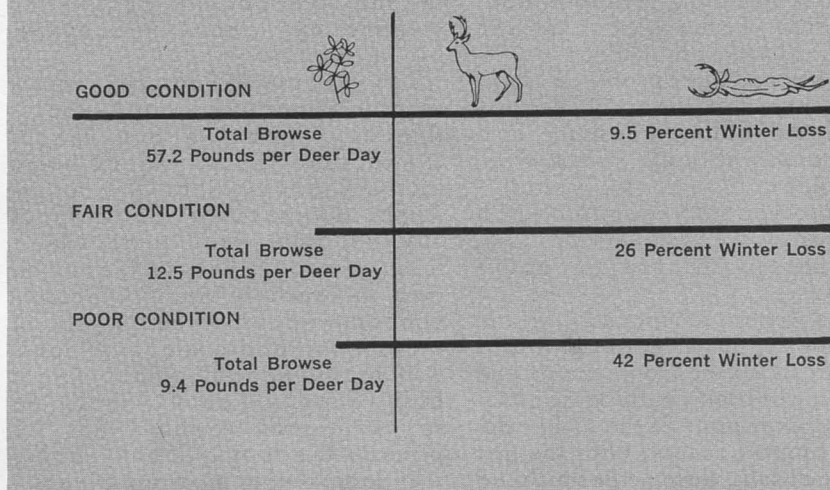 GOOD CONDITION
Total Browse
57.2 Pounds per Deer Day
9.5 Percent Winter Loss
FAIR CONDITION
Total Browse
12.5 Pounds per Deer Day
26 Percent Winter Loss
POOR CONDITION
Total Browse
9.4 Pounds per Deer Day
42 Percent Winter Loss